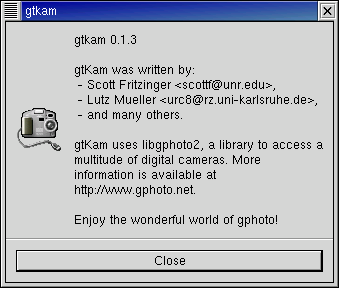 gtkam
gtkam 0.1.3
gtKam was written by:
- Scott Fritzinger <scottf@unr.edu>,
- Lutz Mueller <urc8@rz.uni-karlsruhe.de>,
- and many others.
gtKam uses libgphoto2, a library to access a
multitude of digital cameras. More
information is available at
http://www.gphoto.net.
Enjoy the wonderful world of gphoto!
Close